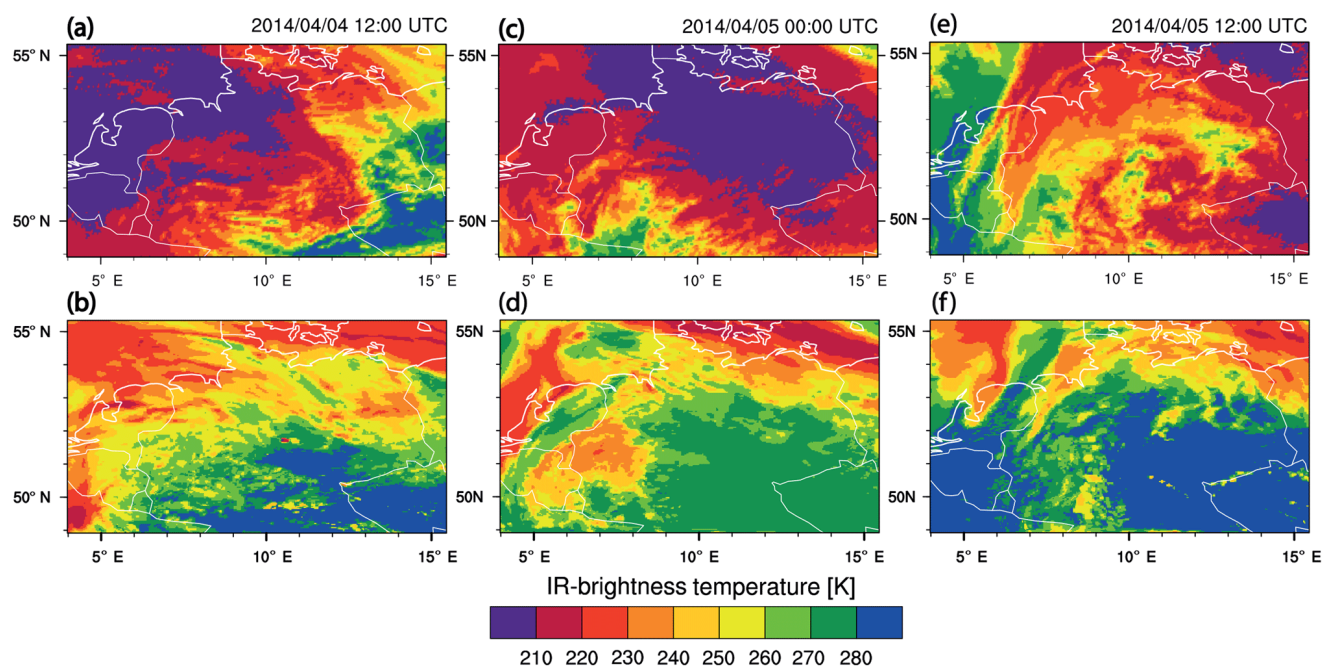 (a) 2014/04/04 12:00 UTC (c) 2014/04/05 00:00 UTC (e) 2014/04/05 12:00 UTC
55° N 55N
50° N 50N
5° E 10° E 15° E 5° E 10° E 15° E 5° E 10° E 15° E
(b) (d) (f)
55° N 55N 55N
50° N 50N 50N
5° E 10° E 15° E 5° E 10° E 15° E 5° E 10° E 15° E
IR-brightness temperature [K]
210 220 230 240 250 260 270 280